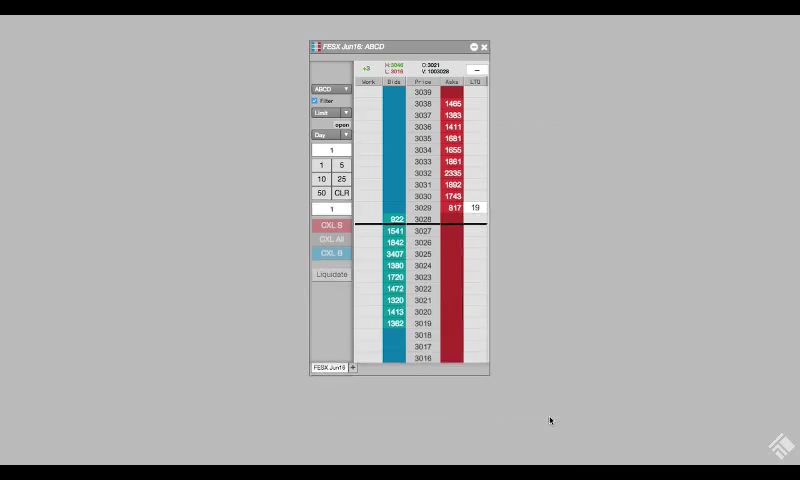 FESX Jun16: ABCD
+3 H:3046 O:3021
L:3016 V:1003028
Work Bids Price Asks LTQ
ABCD
Filter
Limit
open
Day
1
1 5
10 25
50 CLR
1
CXL S
CXL All
CXL B
Liquidate
3039
3038 1465
3037 1383
3036 1411
3035 1681
3034 1655
3033 1861
3032 2335
3031 1892
3030 1743
3029 817 19
922 3028
1541 3027
1642 3026
3407 3025
1380 3024
1723 3023
1472 3022
1320 3021
1413 3020
1362 3019
3018
3017
3016
FESX Jun16 +